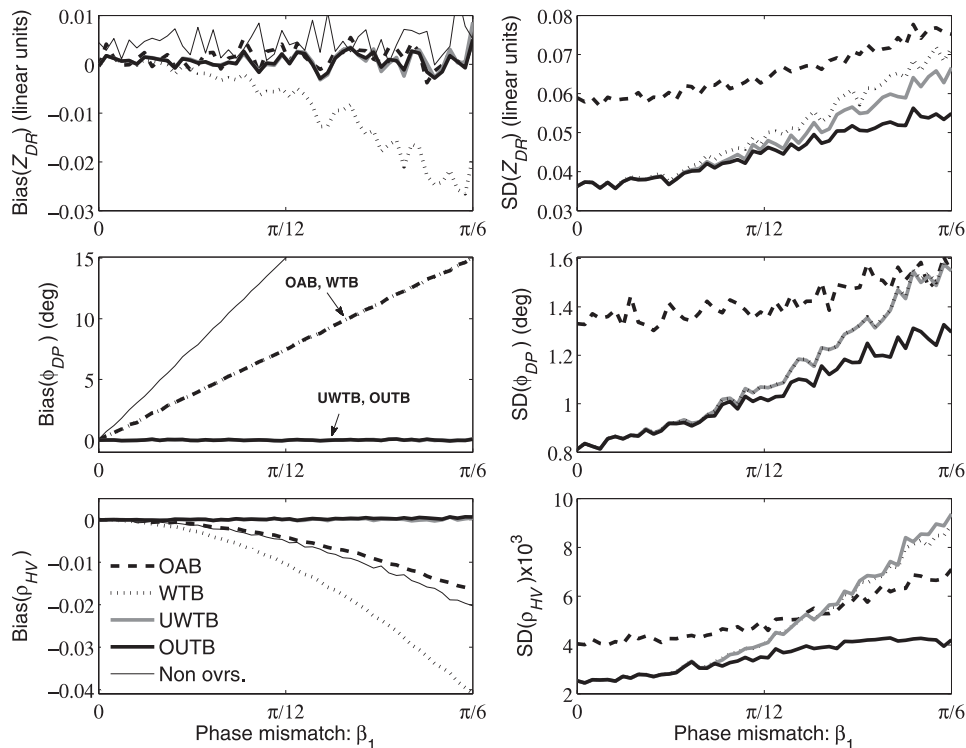 Bias(Z_DR) (linear units)
0.01
0
−0.01
−0.02
−0.03
0
π/12
π/6
SD(Z_DR) (linear units)
0.08
0.07
0.06
0.05
0.04
0.03
0
π/12
π/6
Bias(ϕ_DP) (deg)
15
10
5
0
OAB, WTB
UWTB, OUTB
0
π/12
π/6
SD(ϕ_DP) (deg)
1.6
1.4
1.2
1
0.8
0
π/12
π/6
Bias(ρ_HV)
0
−0.01
−0.02
−0.03
−0.04
OAB
WTB
UWTB
OUTB
Non ovrs.
0
π/12
π/6
Phase mismatch: β_1
SD(ρ_HV)x10^3
10
8
6
4
2
0
π/12
π/6
Phase mismatch: β_1